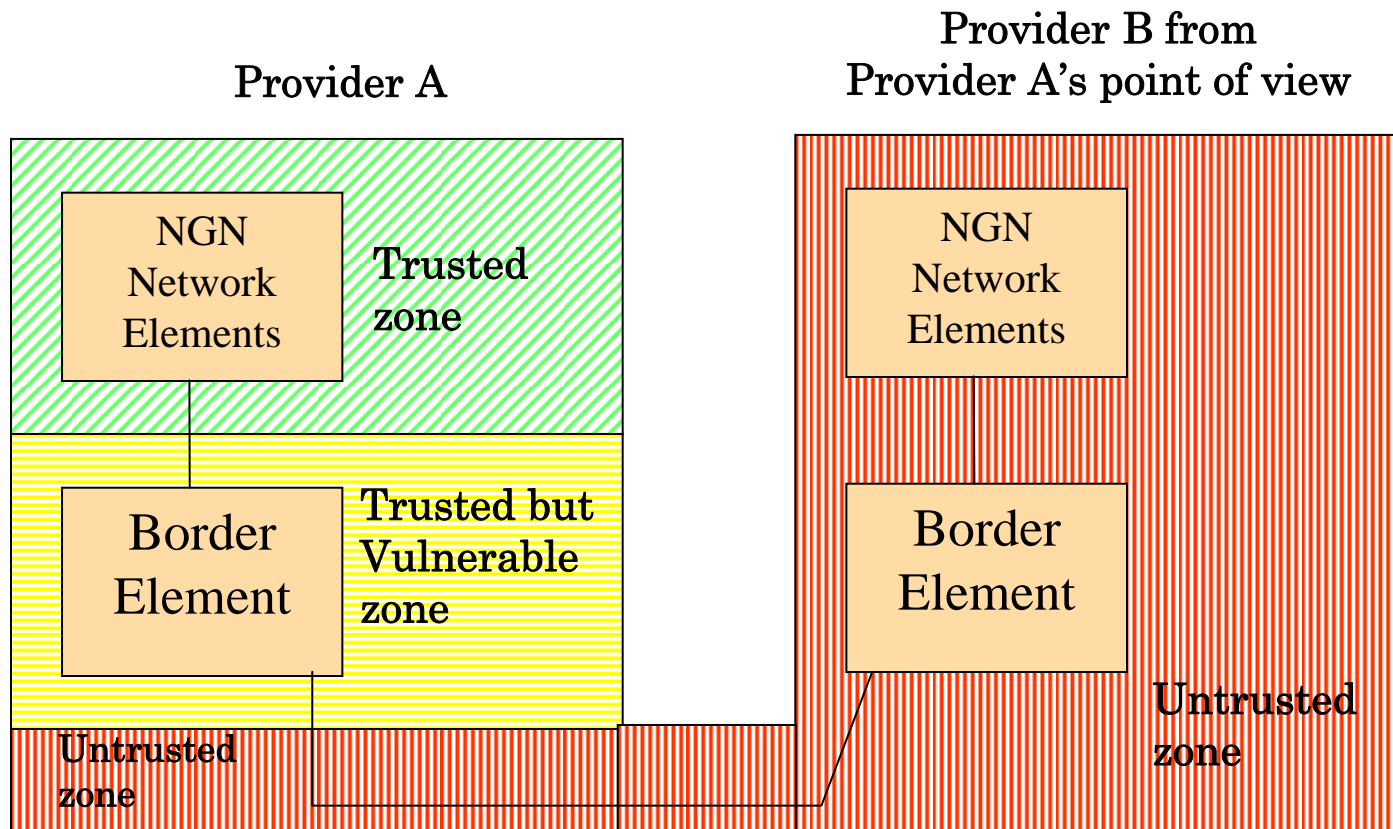 Provider A
NGN
Network
Elements
Trusted
zone
Border
Element
Trusted but
Vulnerable
zone
Untrusted
zone
Provider B from
Provider A's point of view
NGN
Network
Elements
Border
Element
Untrusted
zone